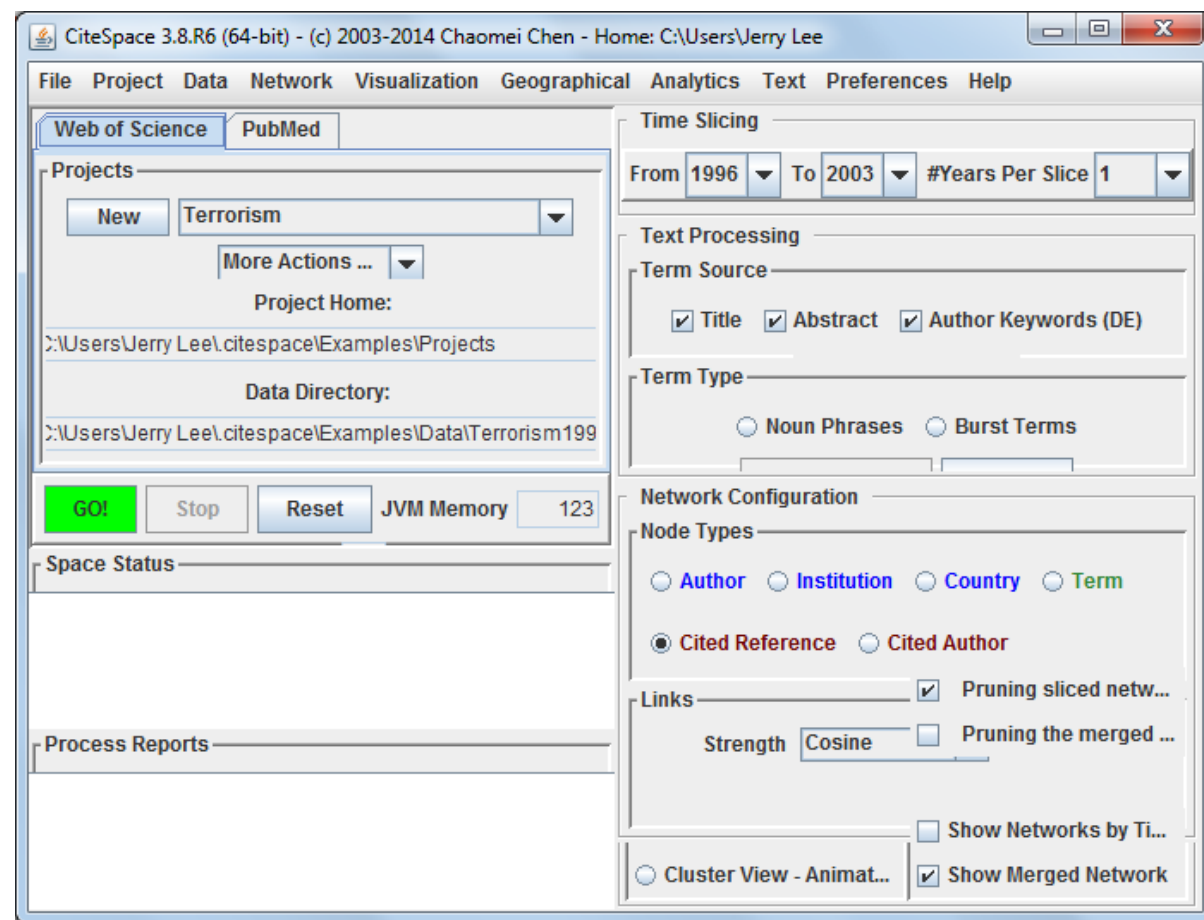 CiteSpace 3.8.R6 (64-bit) - (c) 2003-2014 Chaomei Chen - Home: C:\Users\Jerry Lee
File Project Data Network Visualization Geographical Analytics Text Preferences Help
Web of Science PubMed
Projects
New Terrorism
More Actions ...
Project Home:
C:\Users\Jerry Lee\.citespace\Examples\Projects
Data Directory:
C:\Users\Jerry Lee\.citespace\Examples\Data\Terrorism199
GO! Stop Reset JVM Memory 123
Space Status
Process Reports
Time Slicing
From 1996 To 2003 #Years Per Slice 1
Text Processing
Term Source
Title Abstract Author Keywords (DE)
Term Type
Noun Phrases Burst Terms
Network Configuration
Node Types
Author Institution Country Term
Cited Reference Cited Author
Links
Pruning sliced netw...
Strength Cosine
Pruning the merged ...
Show Networks by Ti...
Cluster View - Animat...
Show Merged Network